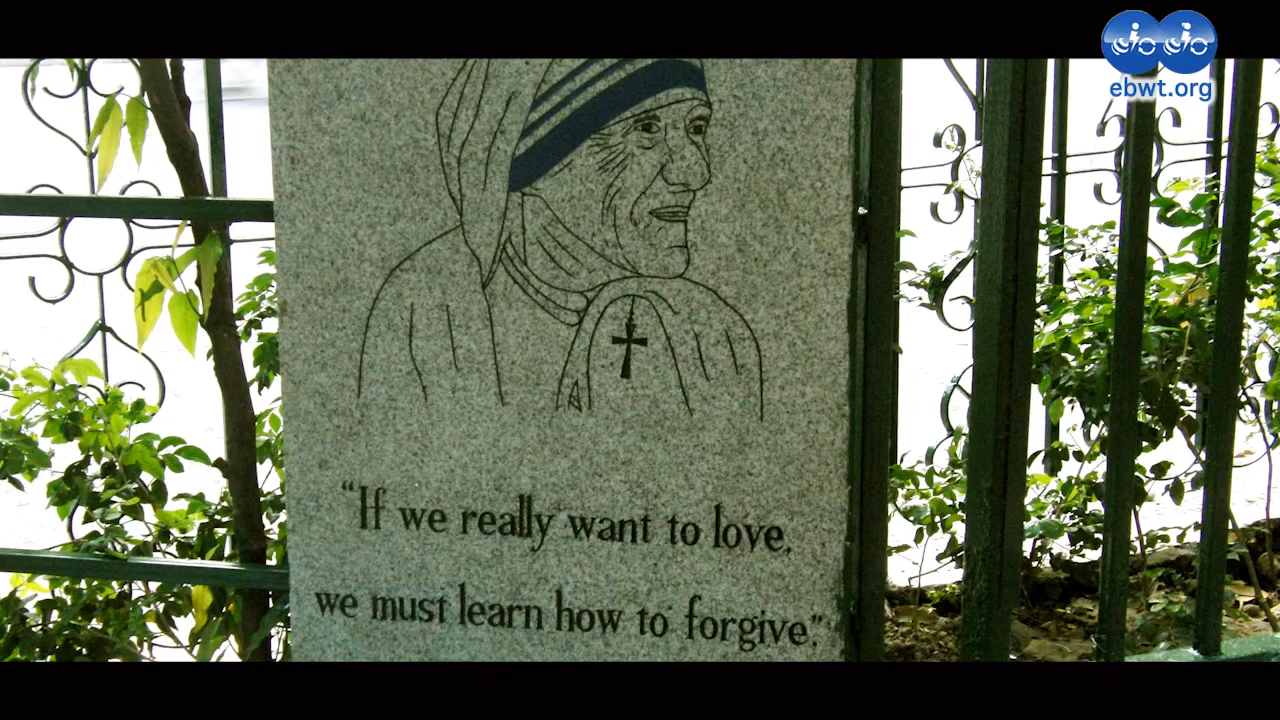 ebwt.org
“If we really want to love,
we must learn how to forgive.”